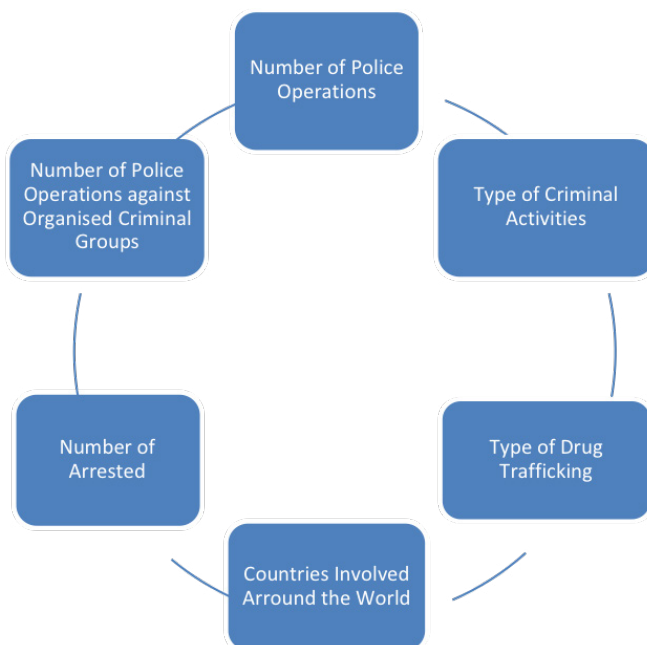 Number of Police
Operations
Type of Criminal
Activities
Type of Drug
Trafficking
Countries Involved
Arround the World
Number of
Arrested
Number of Police
Operations against
Organised Criminal
Groups